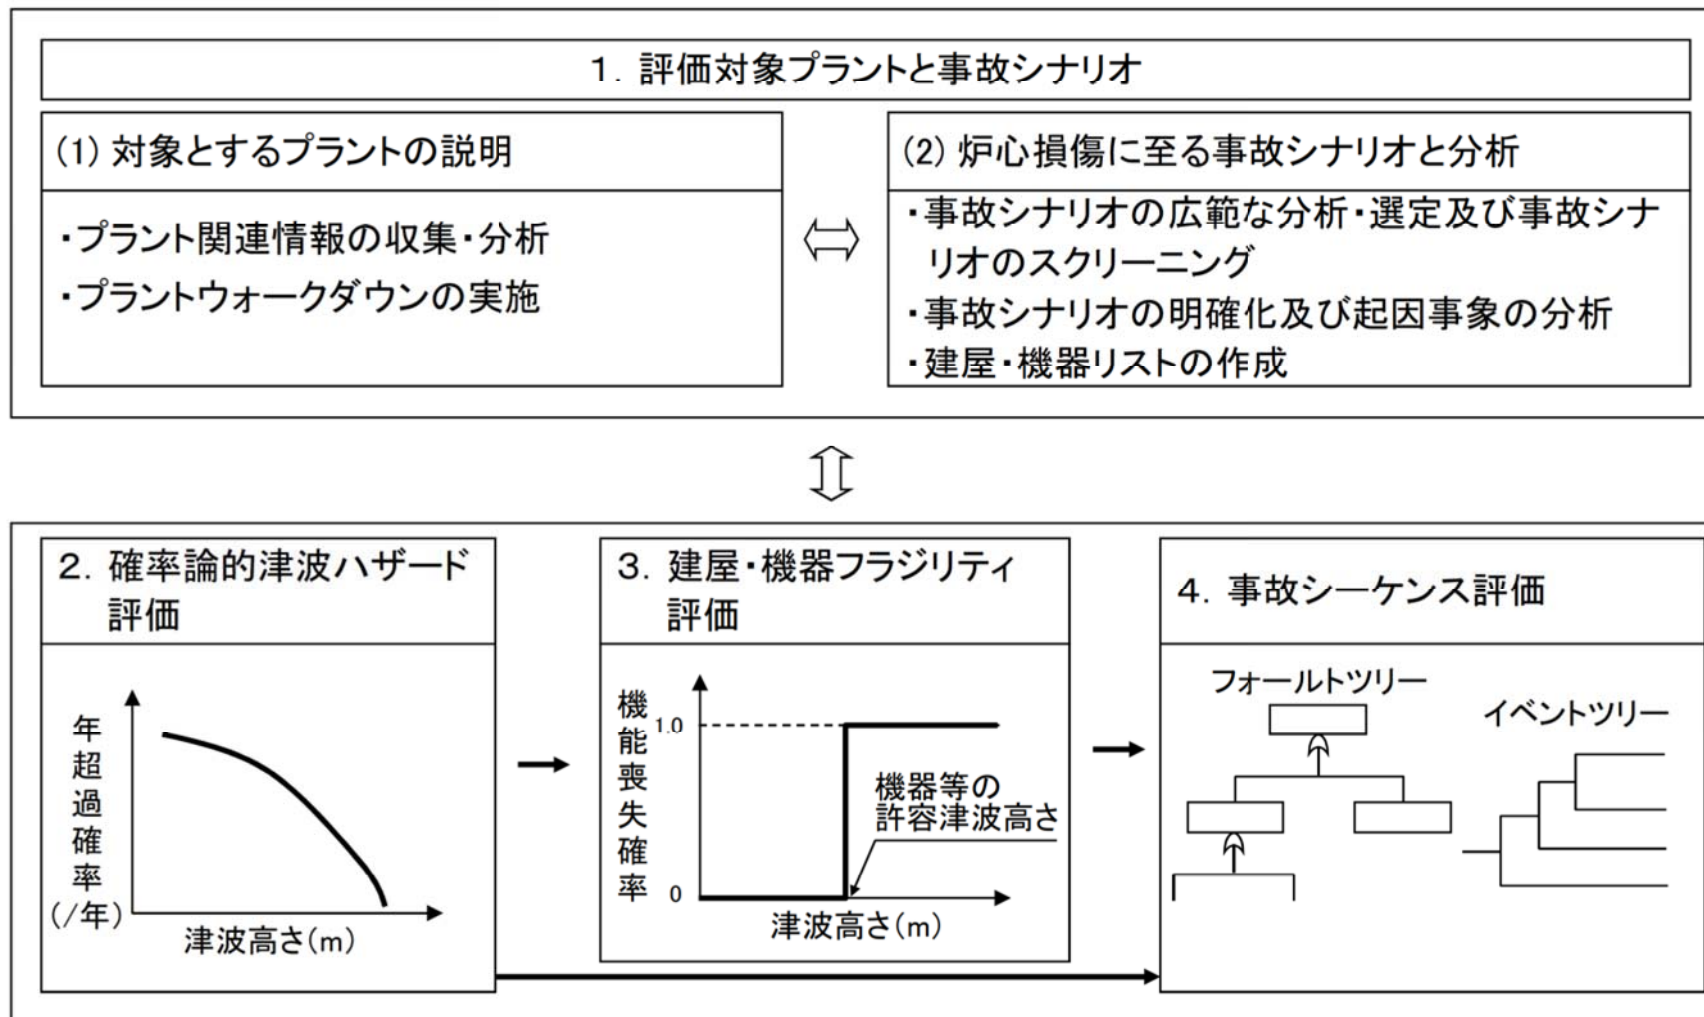 1. 評価対象プラントと事故シナリオ
(1) 対象とするプラントの説明
・プラント関連情報の収集・分析
・プラントウォークダウンの実施
(2) 炉心損傷に至る事故シナリオと分析
・事故シナリオの広範な分析・選定及び事故シナ
リオのスクリーニング
・事故シナリオの明確化及び起因事象の分析
・建屋・機器リストの作成
2. 確率論的津波ハザード
評価
年超過確率
(/年)
津波高さ(m)
3. 建屋・機器フラジリティ
評価
機能喪失確率
1.0
0
機器等の
許容津波高さ
津波高さ(m)
4. 事故シーケンス評価
フォールトツリー
イベントツリー